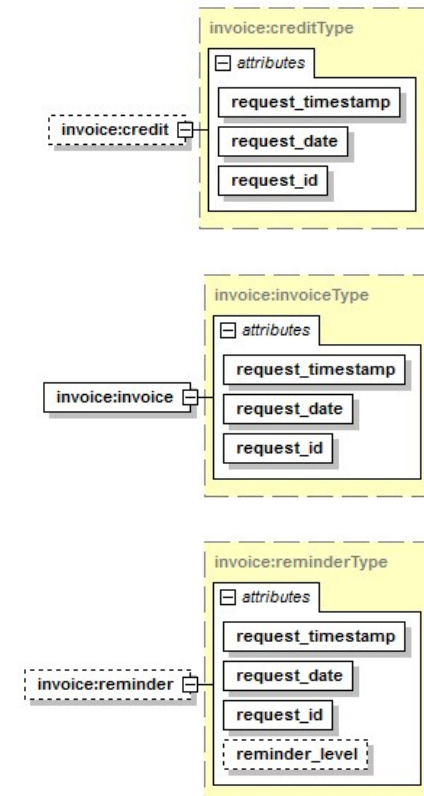 invoice:creditType
attributes
request_timestamp
invoice:credit
request_date
request_id
invoice:invoiceType
attributes
request_timestamp
invoice:invoice
request_date
request_id
invoice:reminderType
attributes
request_timestamp
request_date
invoice:reminder
request_id
reminder_level